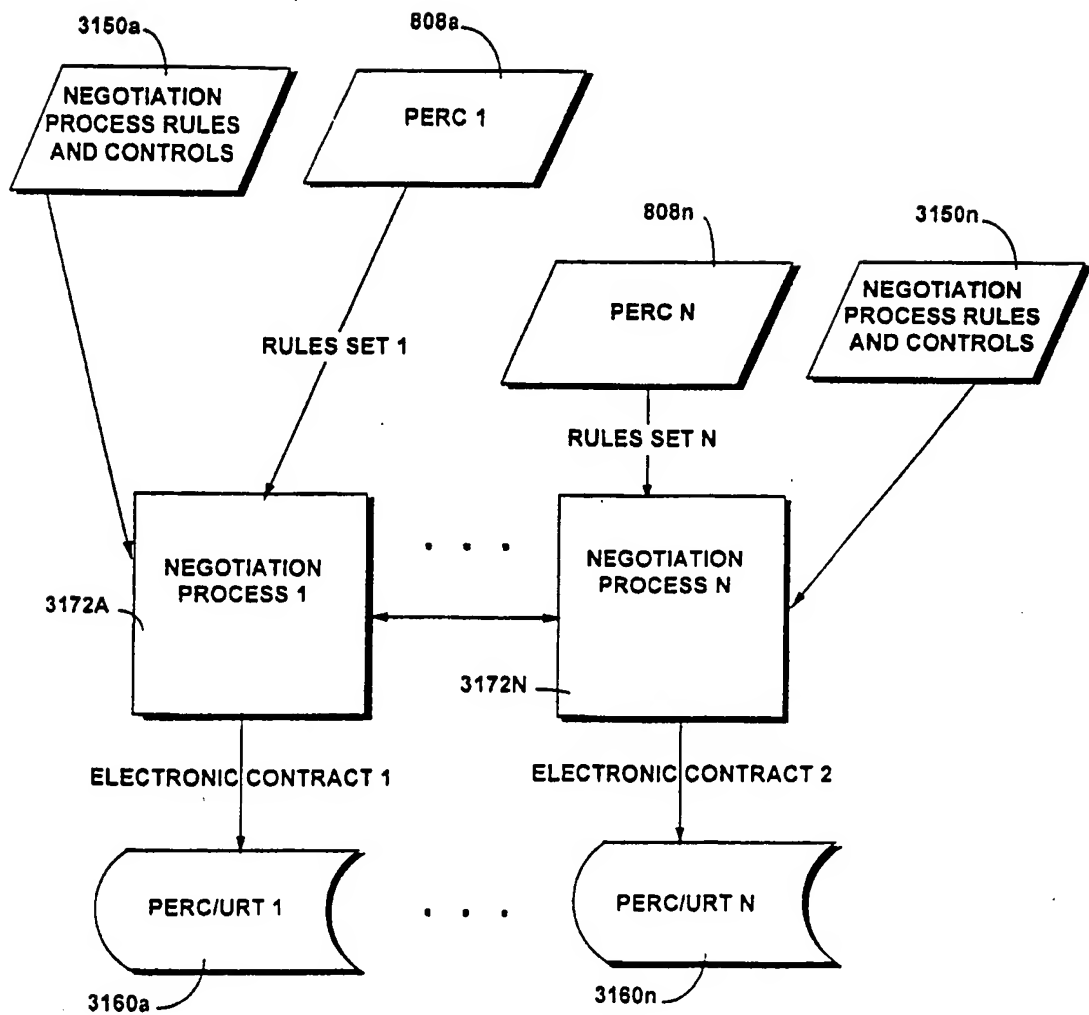 3150a
808a
NEGOTIATION
PROCESS RULES
AND CONTROLS
PERC 1
808n
3150n
PERC N
NEGOTIATION
PROCESS RULES
AND CONTROLS
RULES SET 1
RULES SET N
NEGOTIATION
PROCESS 1
. . .
NEGOTIATION
PROCESS N
3172A
3172N
ELECTRONIC CONTRACT 1
ELECTRONIC CONTRACT 2
PERC/URT 1
. . .
PERC/URT N
3160a
3160n